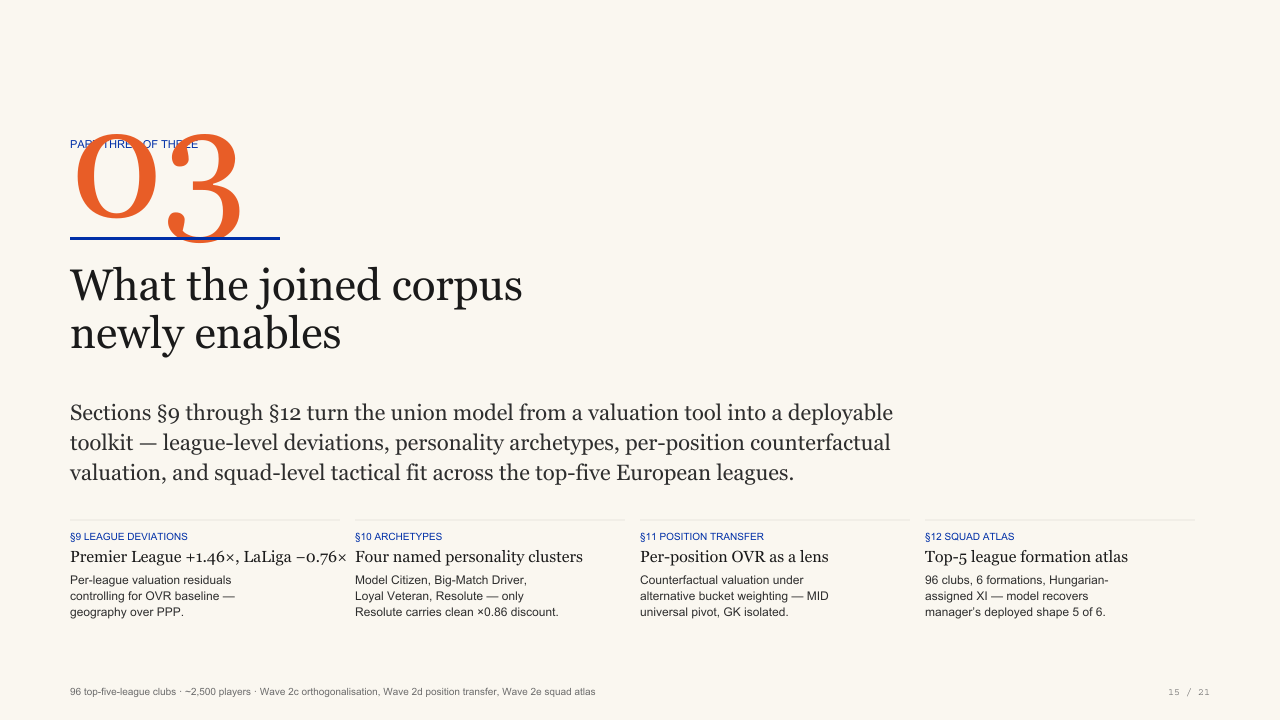 PART THREE OF THREE
03
What the joined corpus
newly enables
Sections §9 through §12 turn the union model from a valuation tool into a deployable
toolkit — league-level deviations, personality archetypes, per-position counterfactual
valuation, and squad-level tactical fit across the top-five European leagues.
§9 LEAGUE DEVIATIONS
Premier League +1.46×, LaLiga −0.76×
Per-league valuation residuals
controlling for OVR baseline —
geography over PPP.
§10 ARCHETYPES
Four named personality clusters
Model Citizen, Big-Match Driver,
Loyal Veteran, Resolute — only
Resolute carries clean ×0.86 discount.
§11 POSITION TRANSFER
Per-position OVR as a lens
Counterfactual valuation under
alternative bucket weighting — MID
universal pivot, GK isolated.
§12 SQUAD ATLAS
Top-5 league formation atlas
96 clubs, 6 formations, Hungarian-
assigned XI — model recovers
manager’s deployed shape 5 of 6.
96 top-five-league clubs · ~2,500 players · Wave 2c orthogonalisation, Wave 2d position transfer, Wave 2e squad atlas
15 / 21